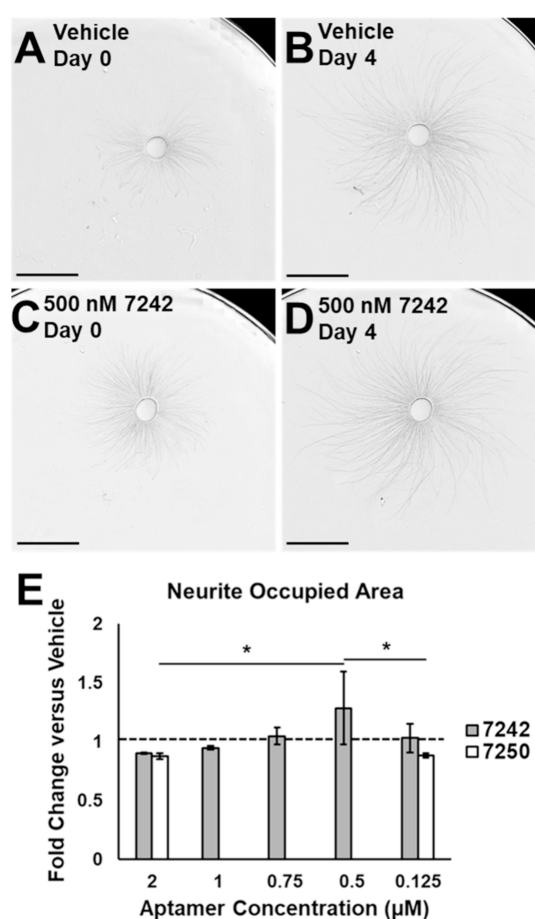 A Vehicle
Day 0
B Vehicle
Day 4
C 500 nM 7242
Day 0
D 500 nM 7242
Day 4
E
Neurite Occupied Area
Fold Change versus Vehicle
2
1.5
1
0.5
0
*
*
7242
7250
2 1 0.75 0.5 0.125
Aptamer Concentration (µM)